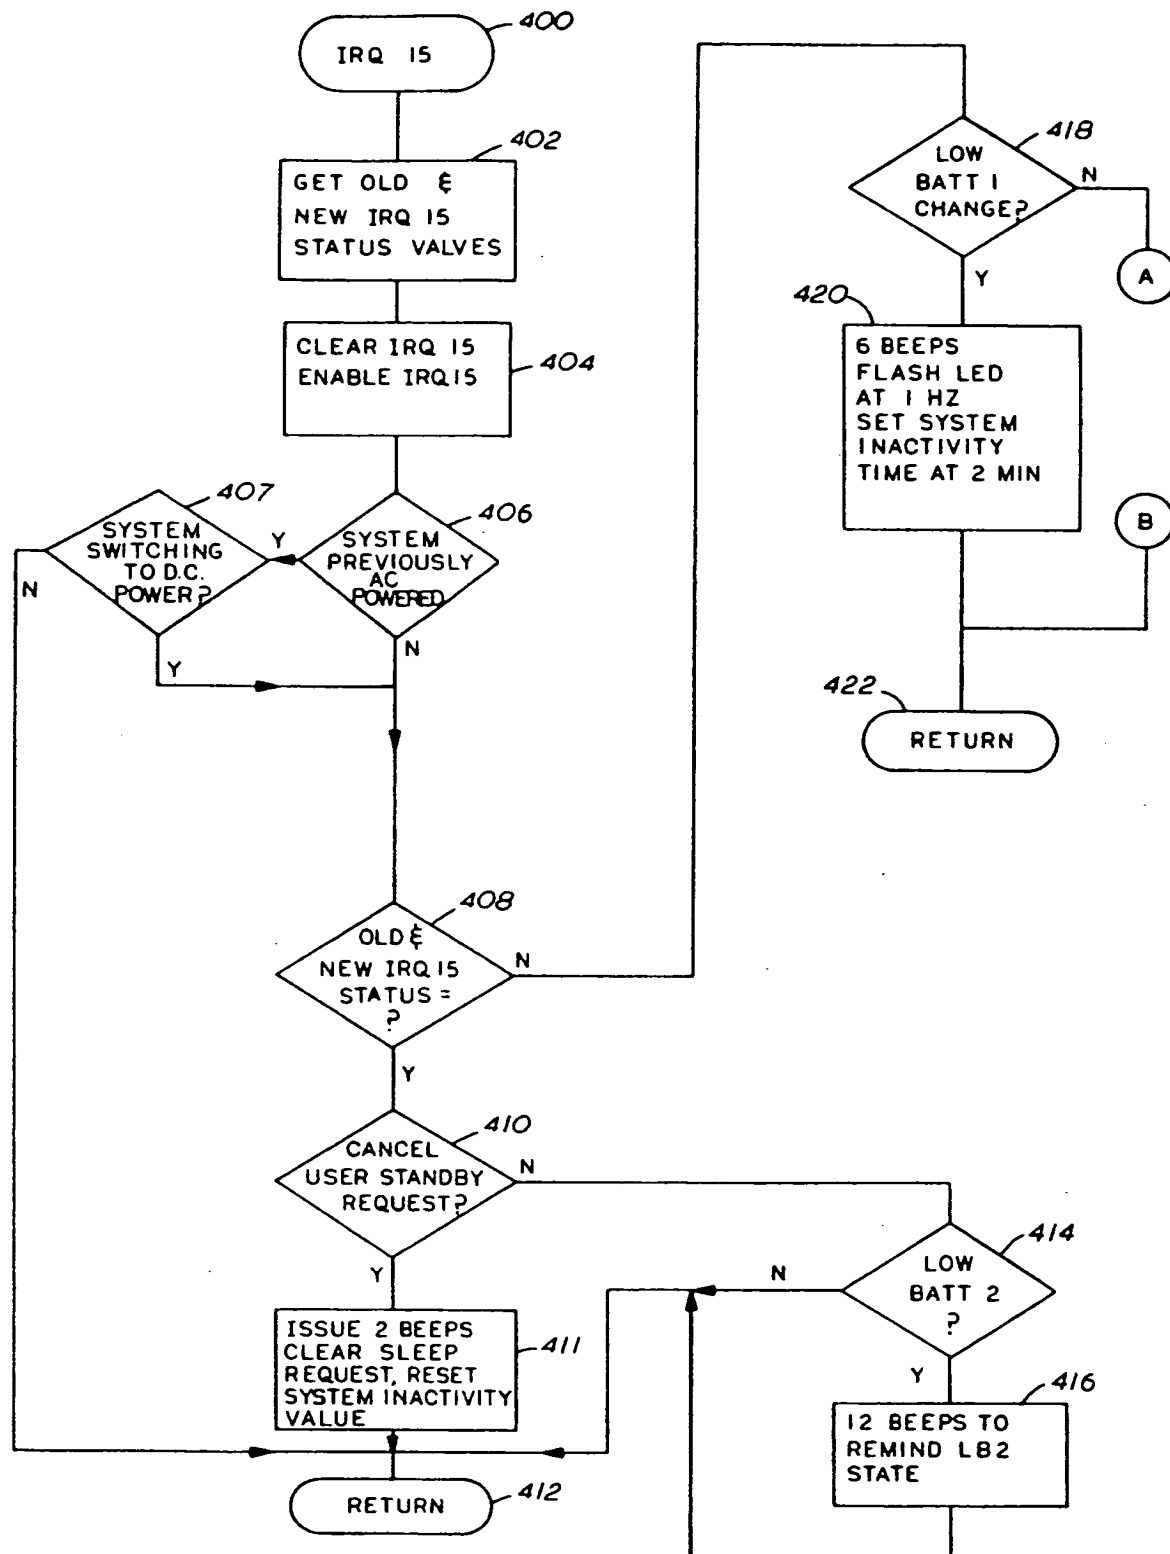 400
IRQ 15
402
GET OLD &
NEW IRQ 15
STATUS VALVES
CLEAR IRQ 15
ENABLE IRQ15
404
407
SYSTEM
SWITCHING
TO D.C.
POWER?
N
Y
Y
406
SYSTEM
PREVIOUSLY
AC
POWERED
N
408
OLD &
NEW IRQ 15
STATUS =
?
N
Y
410
CANCEL
USER STANDBY
REQUEST?
N
Y
ISSUE 2 BEEPS
CLEAR SLEEP
REQUEST, RESET
SYSTEM INACTIVITY
VALUE
411
RETURN
412
414
LOW
BATT 2
?
N
Y
416
12 BEEPS TO
REMIND LB2
STATE
418
LOW
BATT 1
CHANGE?
N
A
Y
420
6 BEEPS
FLASH LED
AT 1 HZ
SET SYSTEM
INACTIVITY
TIME AT 2 MIN
B
422
RETURN